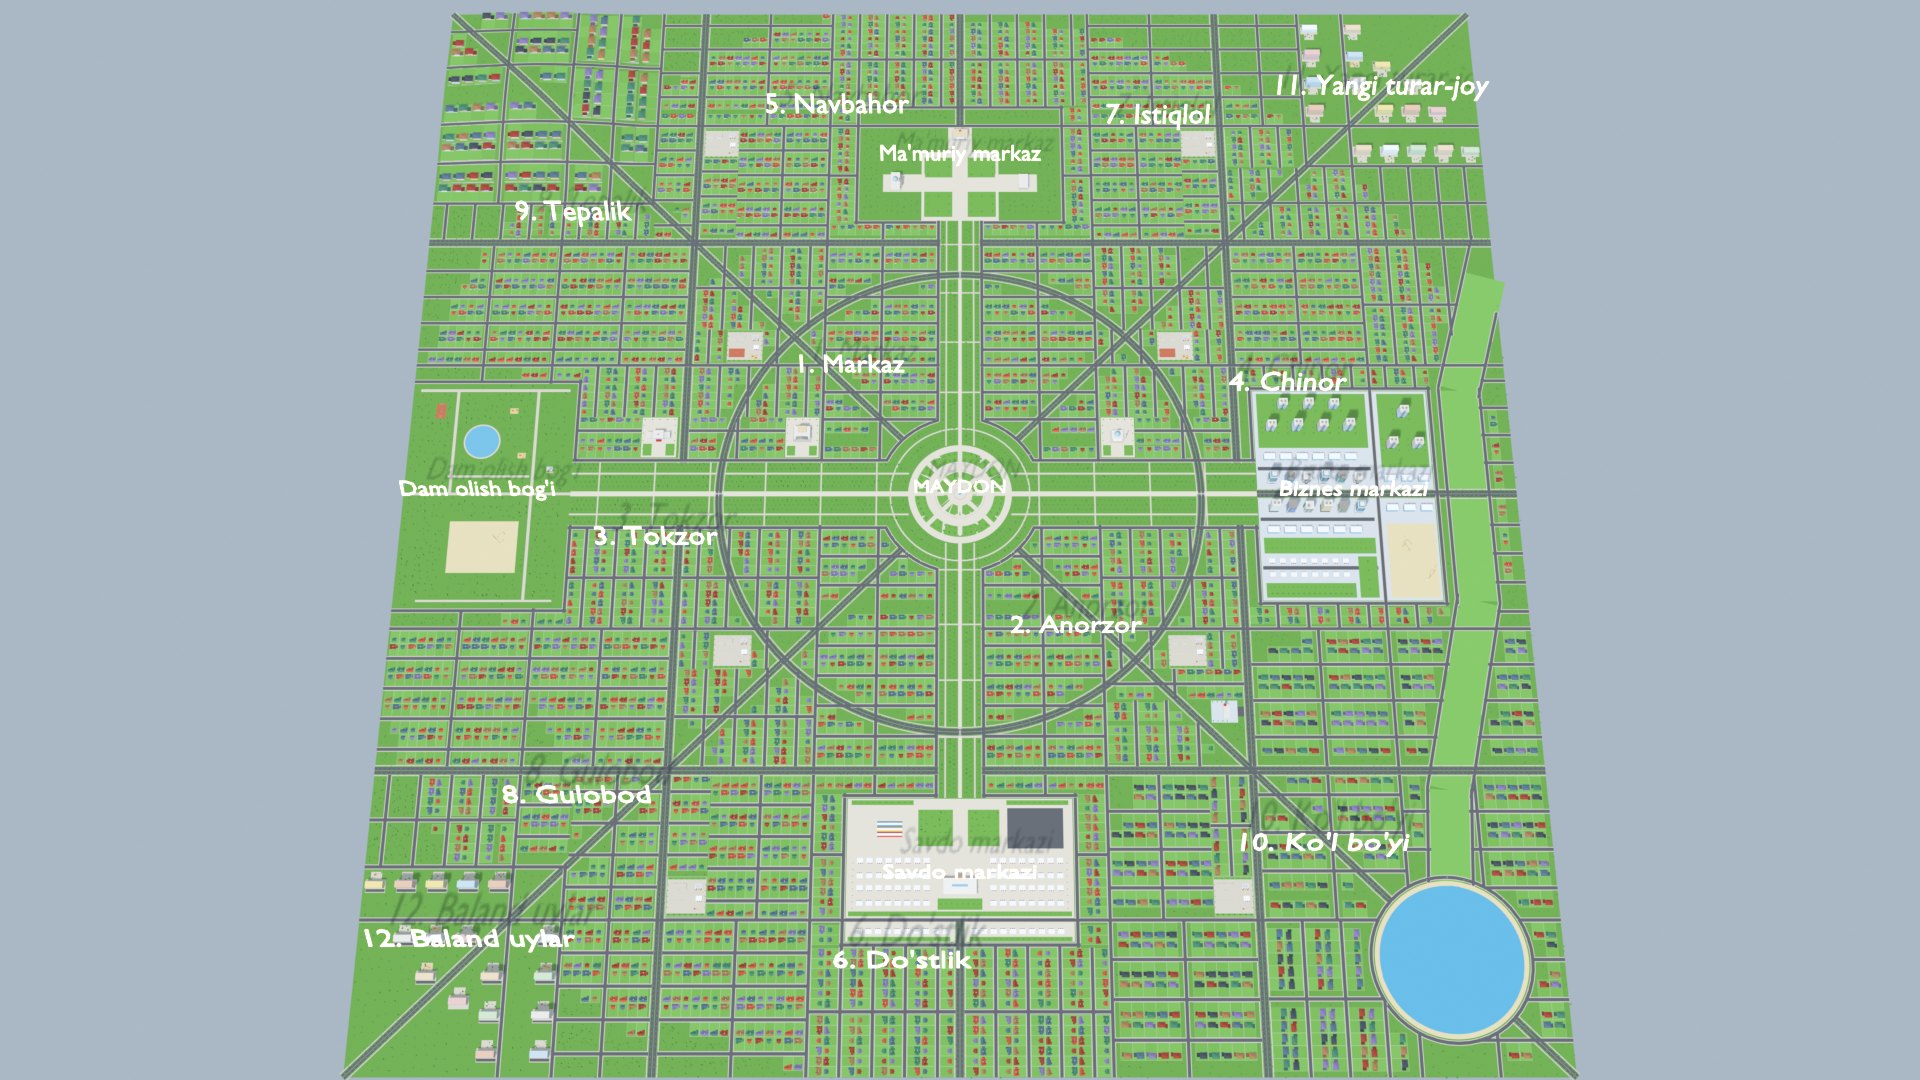 11. Yangi turar-joy
5. Navbahor
7. Istiqlol
Ma'muriy markaz
9. Tepalik
1. Markaz
4. Chinor
Dam olish bog'i
MAYDON
Biznes markazi
3. Tokzor
2. Anorzor
8. Gulobod
10. Ko'l bo'yi
Savdo markazi
12. Baland uylar
6. Do'stlik